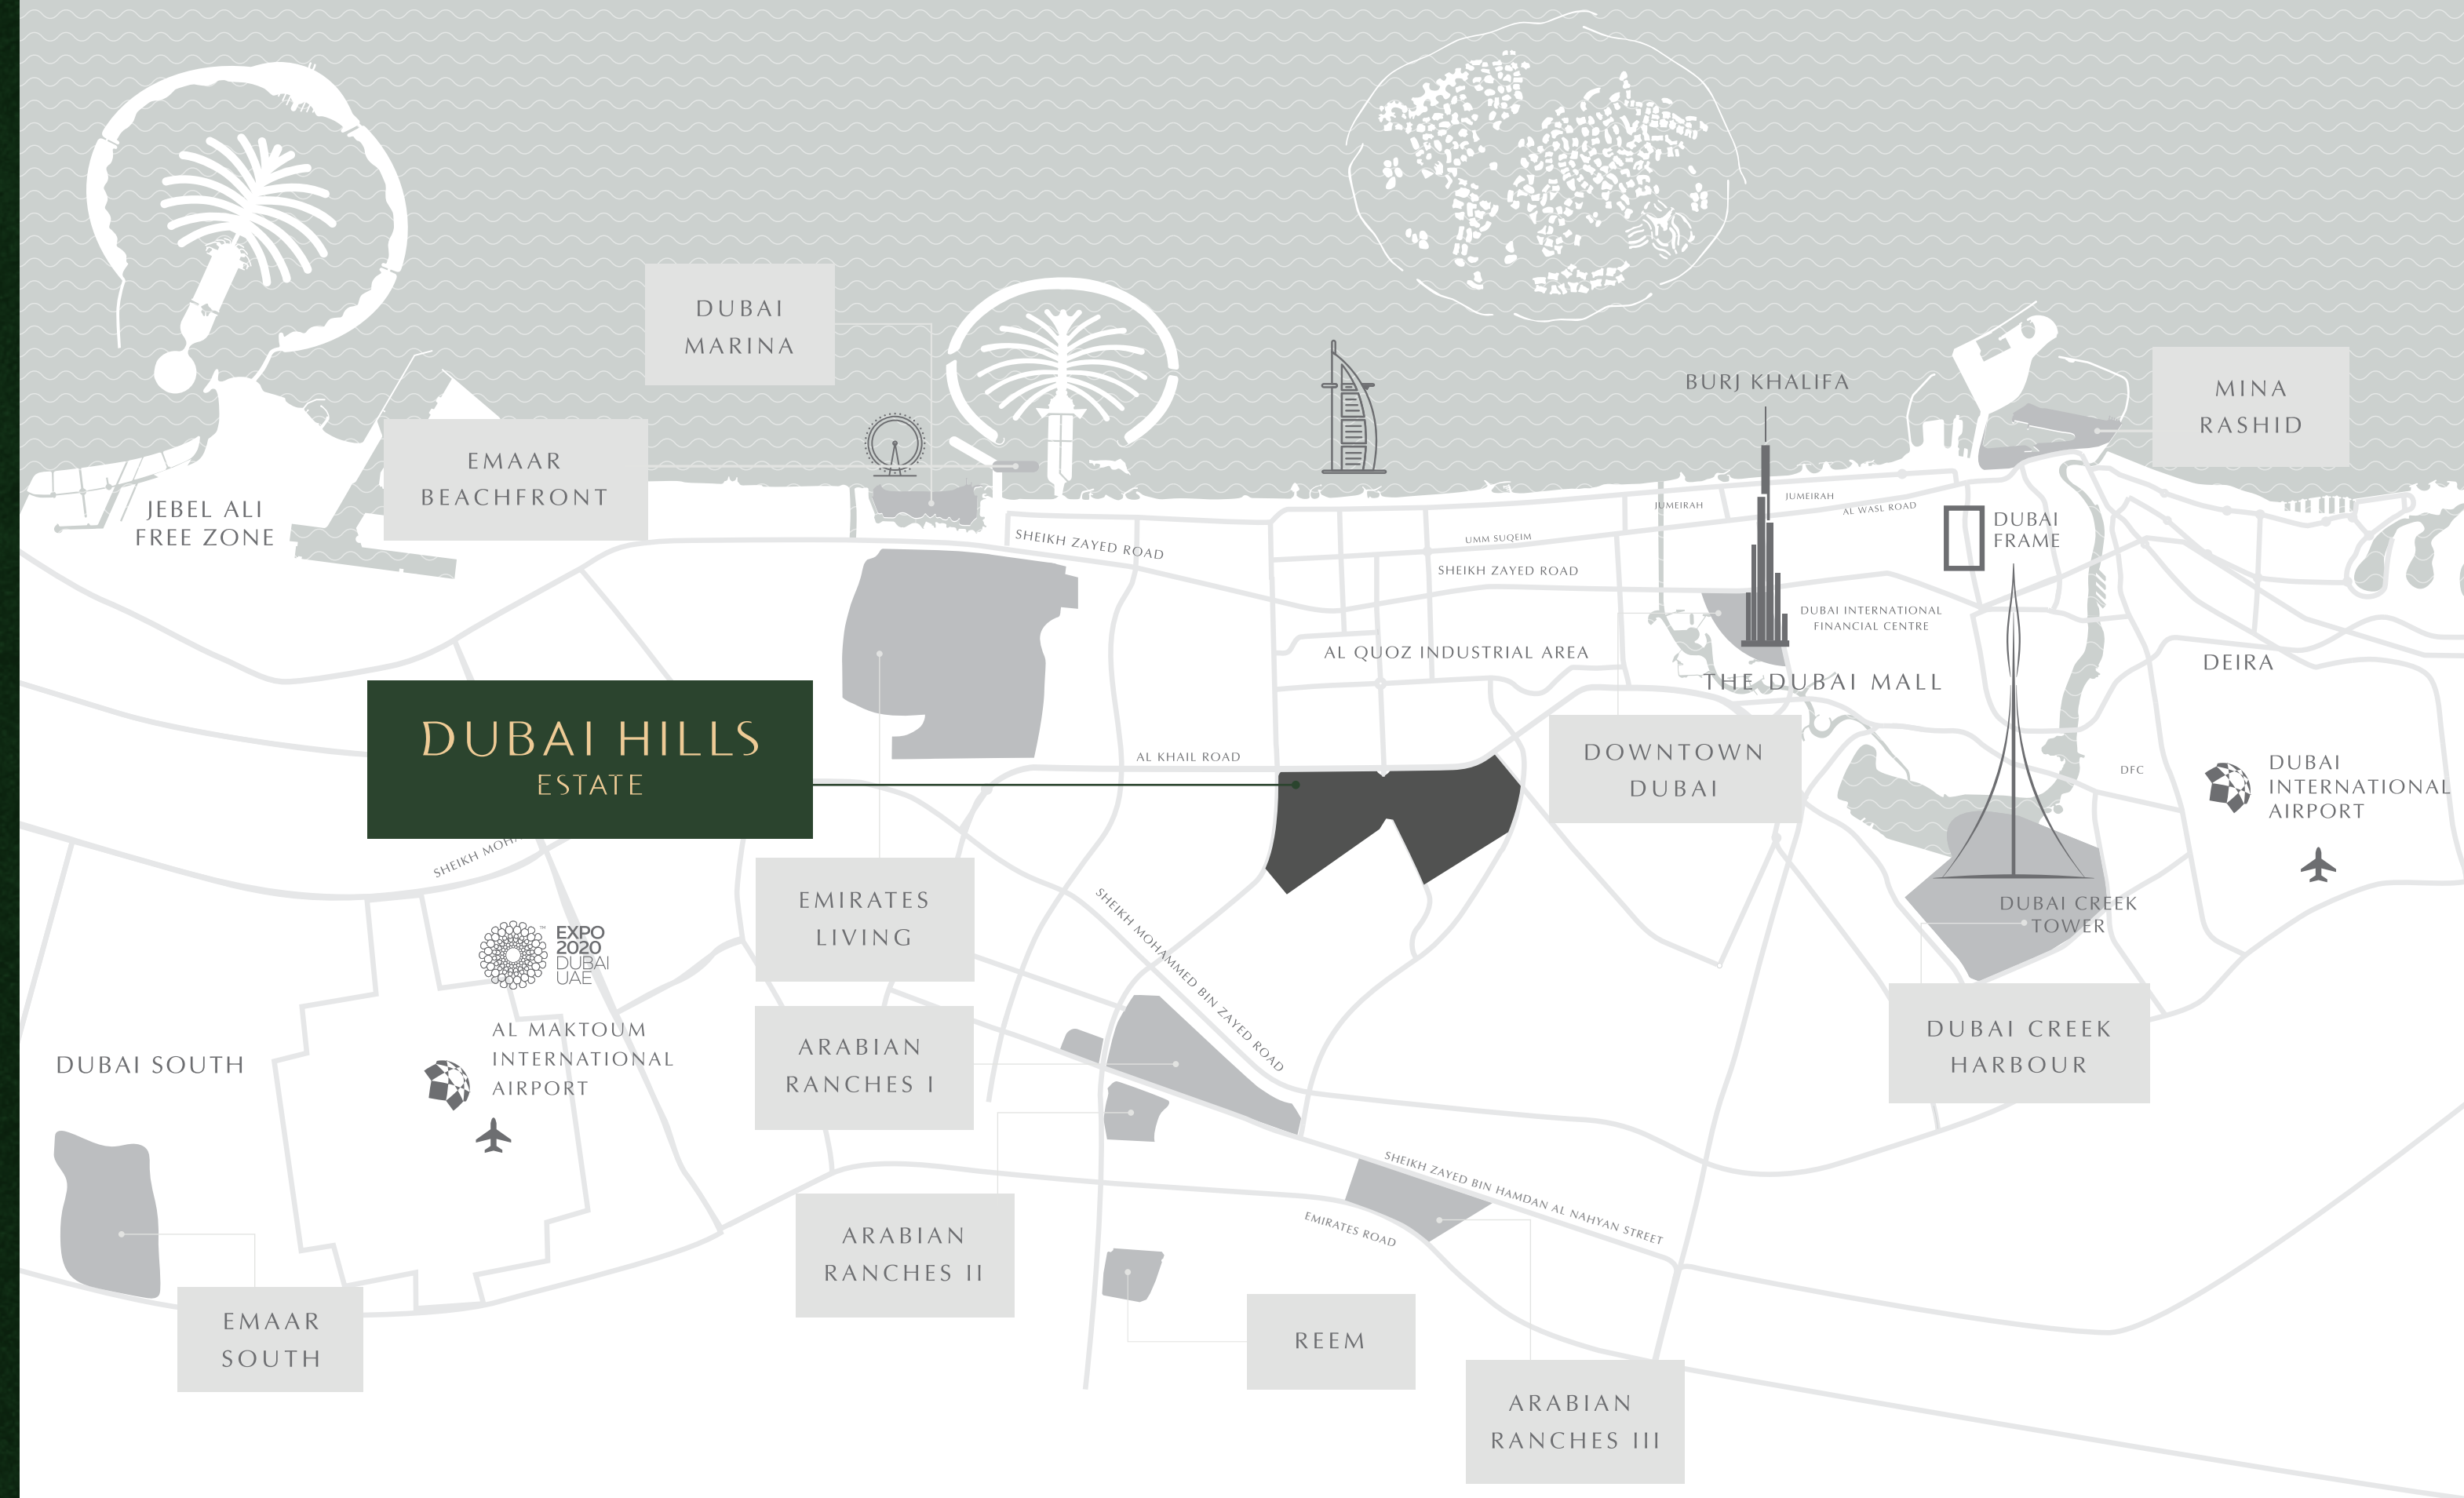 DUBAI
MARINA
BURJ KHALIFA
MINA
RASHID
EMAAR
BEACHFRONT
JEBEL ALI
FREE ZONE
SHEIKH ZAYED ROAD
UMM SUQEIM
SHEIKH ZAYED ROAD
JUMEIRAH
JUMEIRAH
AL WASL ROAD
DUBAI
FRAME
DUBAI INTERNATIONAL
FINANCIAL CENTRE
AL QUOZ INDUSTRIAL AREA
THE DUBAI MALL
DEIRA
DUBAI HILLS
ESTATE
AL KHAIL ROAD
DOWNTOWN
DUBAI
DFC
DUBAI
INTERNATIONAL
AIRPORT
SHEIKH
EMIRATES
LIVING
SHEIKH MOHAMMED BIN ZAYED ROAD
DUBAI CREEK
TOWER
EXPO
2020
DUBAI
UAE
™
AL MAKTOUM
INTERNATIONAL
AIRPORT
DUBAI SOUTH
ARABIAN
RANCHES I
DUBAI CREEK
HARBOUR
SHEIKH ZAYED BIN HAMDAN AL NAHYAN STREET
EMIRATES ROAD
ARABIAN
RANCHES II
EMAAR
SOUTH
REEM
ARABIAN
RANCHES III